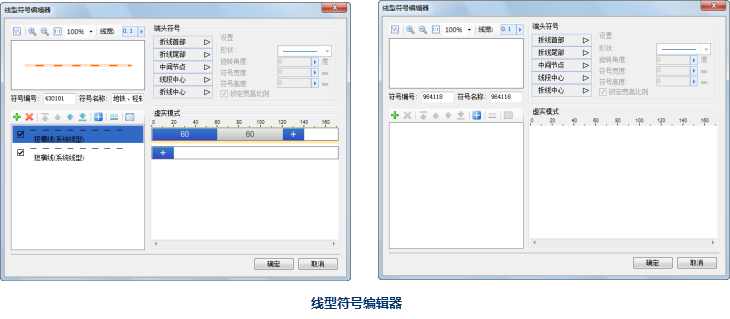 线型符号编辑器
100%
线宽:
0.1
符号编号:
430101
符号名称:
地铁、轻轨
短横线(系统线型)
短横线(系统线型)
端头符号
折线首部
折线尾部
中间节点
线段中心
折线中心
设置
形状:
旋转角度:
0
度
符号宽度:
0
mm
符号高度:
0
mm
锁定宽高比例
虚实模式
0 20 40 60 80 100 120 140 160
60 60 +
+
确定 取消
线型符号编辑器
100%
线宽:
0.1
符号编号:
964118
符号名称:
964118
端头符号
折线首部
折线尾部
中间节点
线段中心
折线中心
设置
形状:
旋转角度:
0
度
符号宽度:
0
mm
符号高度:
0
mm
锁定宽高比例
虚实模式
0 20 40 60 80 100 120 140 160
确定 取消
线型符号编辑器